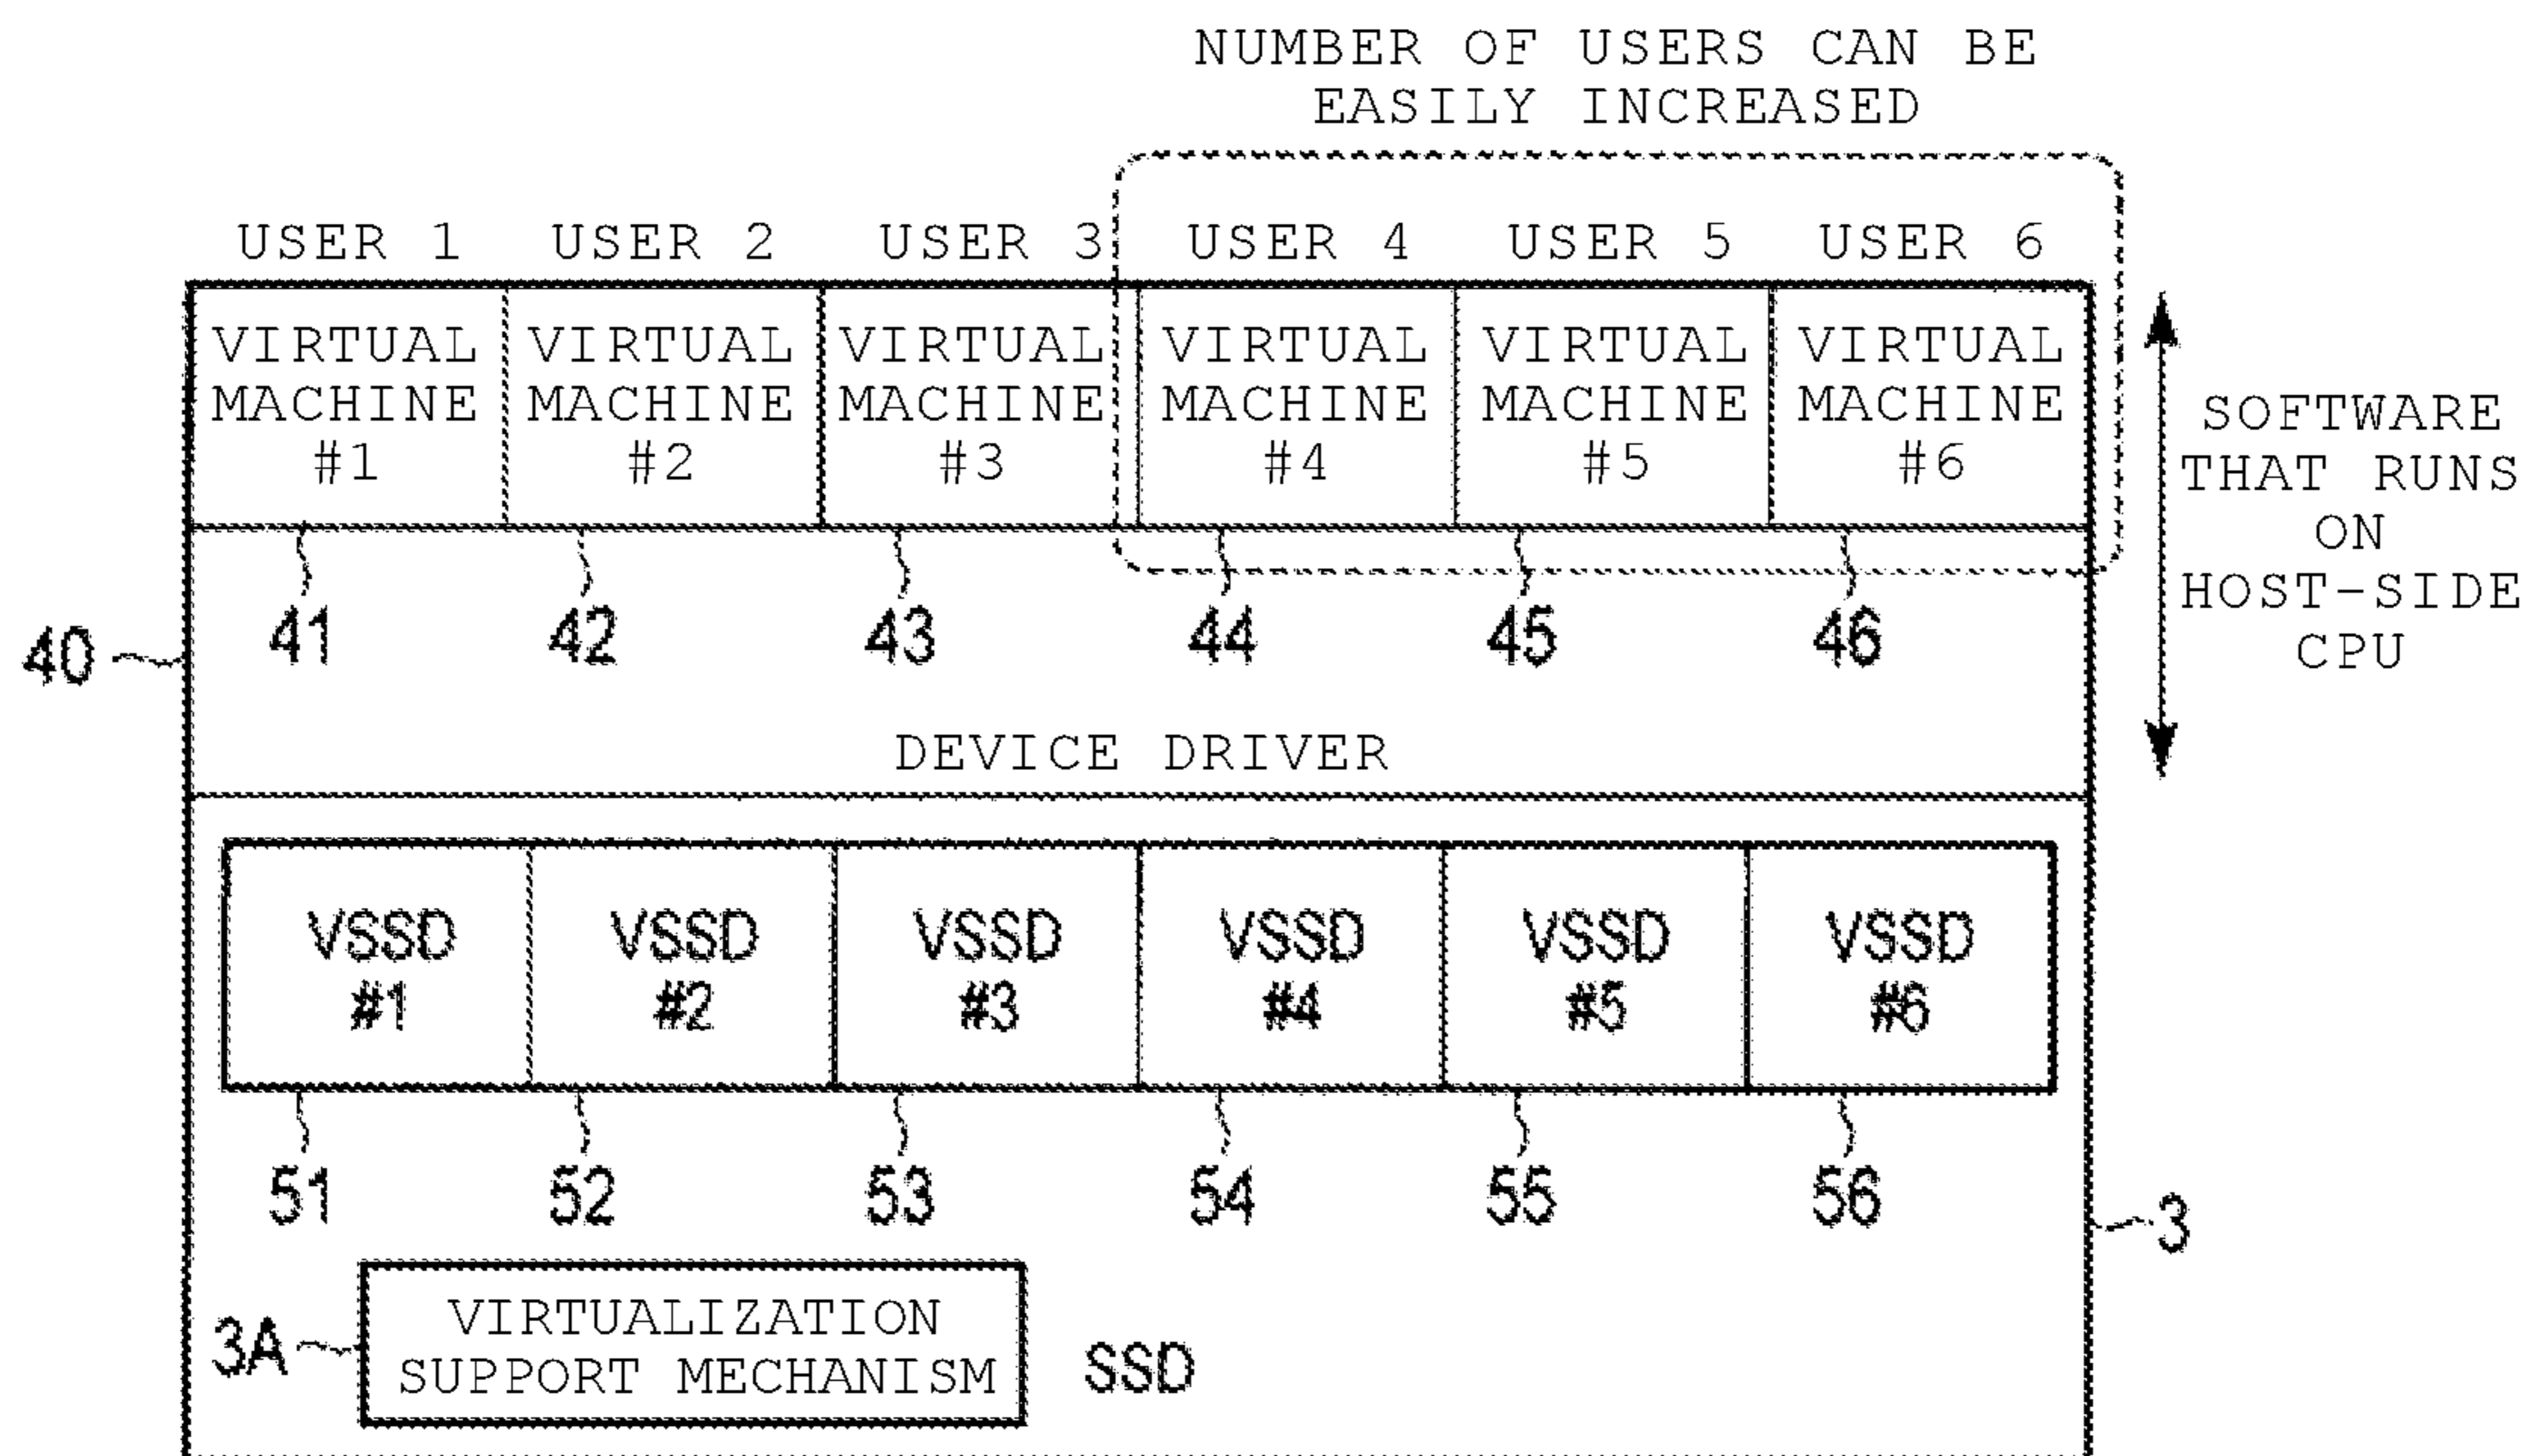 NUMBER OF USERS CAN BE
EASILY INCREASED
USER 1 USER 2 USER 3 USER 4 USER 5 USER 6
VIRTUAL VIRTUAL VIRTUAL VIRTUAL VIRTUAL VIRTUAL
MACHINE MACHINE MACHINE MACHINE MACHINE MACHINE
#1 #2 #3 #4 #5 #6
SOFTWARE
THAT RUNS
ON
HOST-SIDE
CPU
41 42 43 44 45 46
40
DEVICE DRIVER
VSSD VSSD VSSD VSSD VSSD VSSD
#1 #2 #3 #4 #5 #6
51 52 53 54 55 56
3
3A
VIRTUALIZATION
SUPPORT MECHANISM
SSD